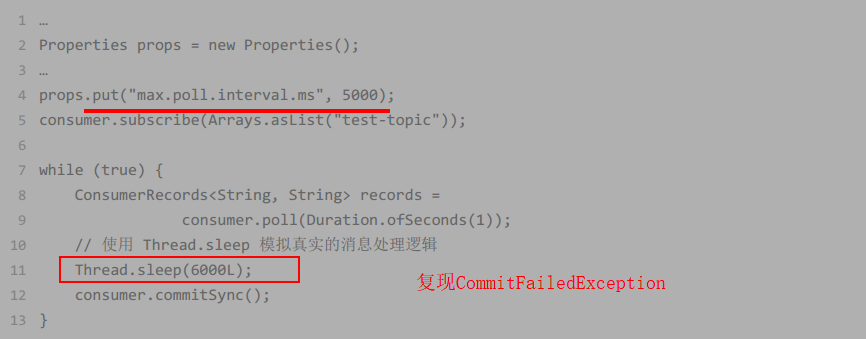 1 …
2 Properties props = new Properties();
3 …
4 props.put("max.poll.interval.ms", 5000);
5 consumer.subscribe(Arrays.asList("test-topic"));
6
7 while (true) {
8     ConsumerRecords<String, String> records =
9                 consumer.poll(Duration.ofSeconds(1));
10     // 使用 Thread.sleep 模拟真实的消息处理逻辑
11     Thread.sleep(6000L);
12     consumer.commitSync();
复现CommitFailedException
13 }